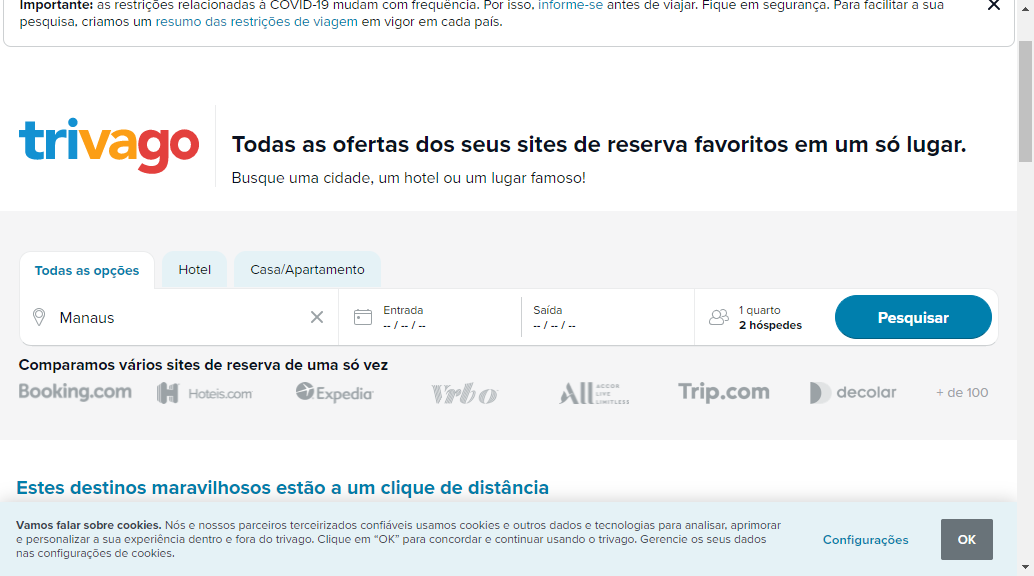 Importante: as restrições relacionadas à COVID-19 mudam com frequência. Por isso, informe-se antes de viajar. Fique em segurança. Para facilitar a sua
pesquisa, criamos um resumo das restrições de viagem em vigor em cada país.
trivago
Todas as ofertas dos seus sites de reserva favoritos em um só lugar.
Busque uma cidade, um hotel ou um lugar famoso!
Todas as opções
Hotel
Casa/Apartamento
Manaus
Entrada
-- / -- / --
Saída
-- / -- / --
1 quarto
2 hóspedes
Pesquisar
Comparamos vários sites de reserva de uma só vez
Booking.com
Hoteis.com
Expedia
Vrbo
ALL ACCOR LIVE LIMITLESS
Trip.com
decolar
+ de 100
Estes destinos maravilhosos estão a um clique de distância
Vamos falar sobre cookies. Nós e nossos parceiros terceirizados confiáveis usamos cookies e outros dados e tecnologias para analisar, aprimorar
e personalizar a sua experiência dentro e fora do trivago. Clique em “OK” para concordar e continuar usando o trivago. Gerencie os seus dados
nas configurações de cookies.
Configurações
OK